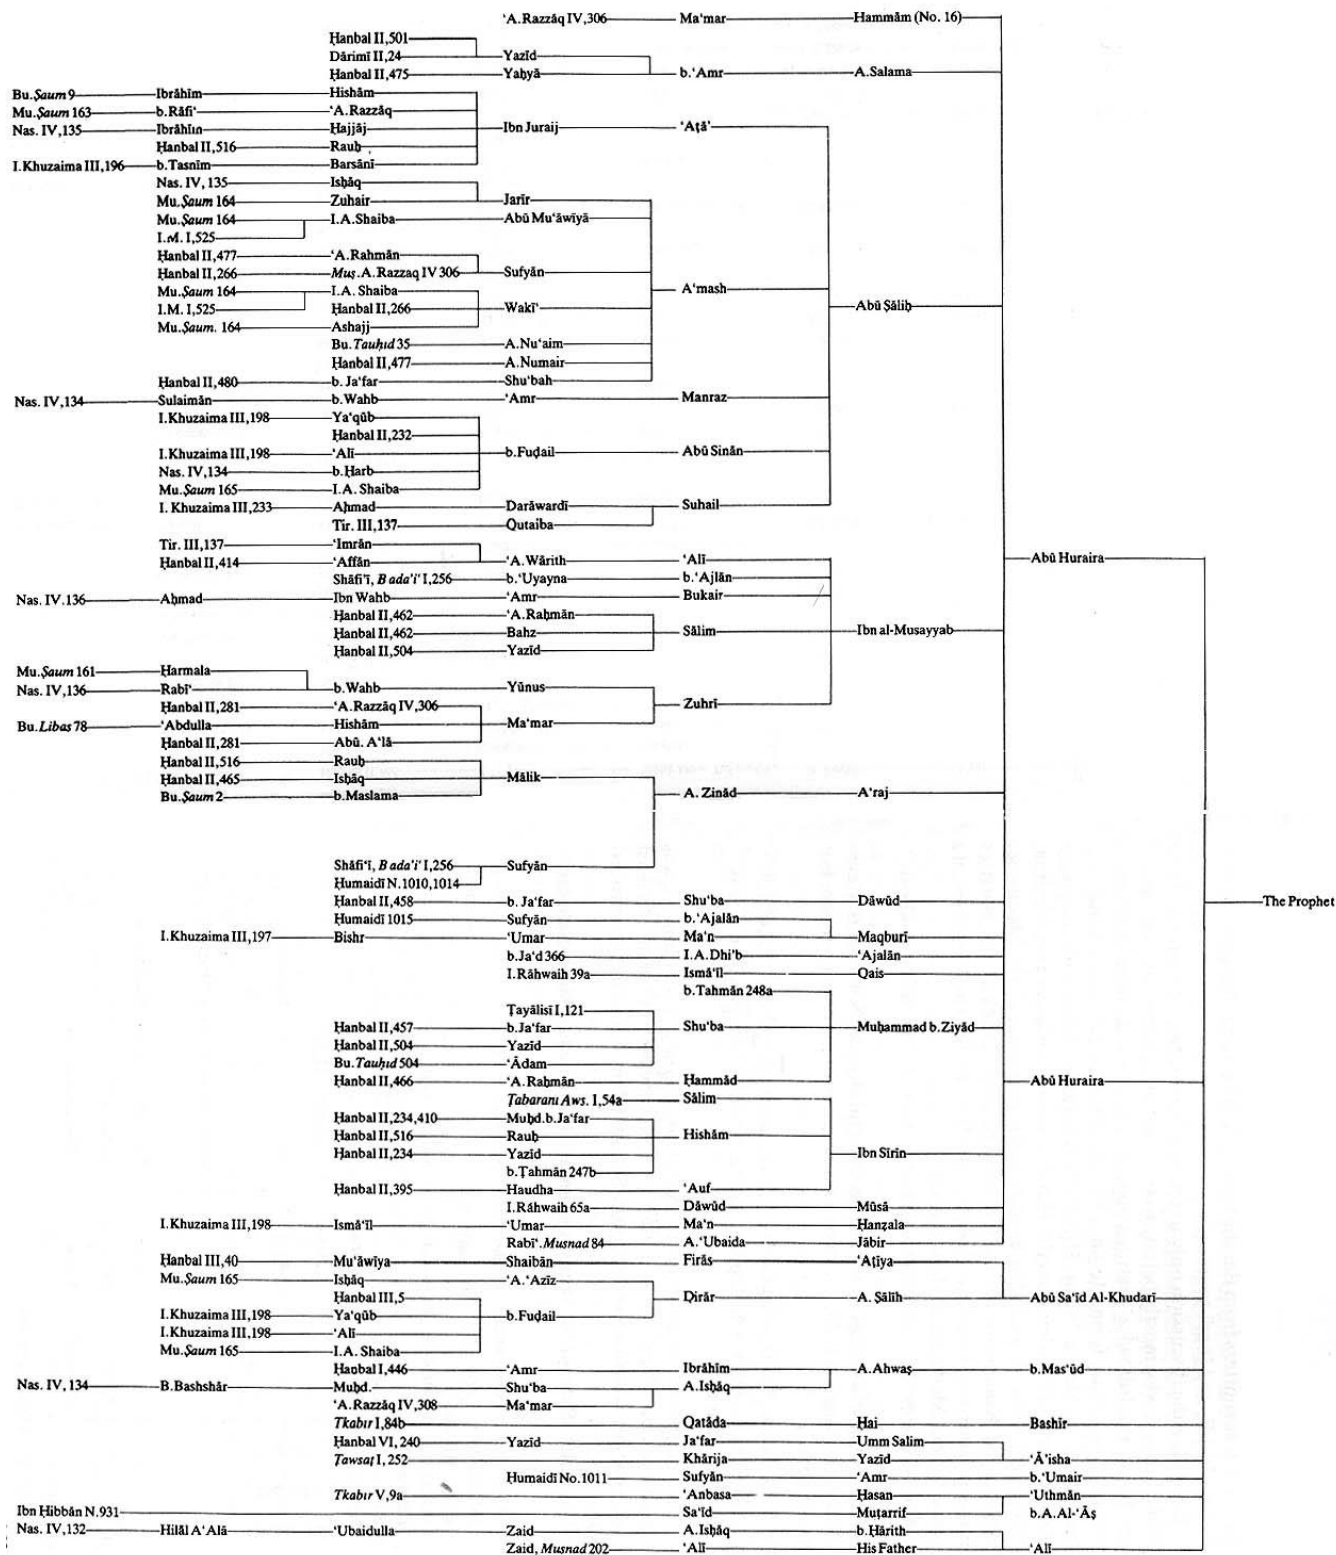 ‘A.Razzāq IV,306 Ma‘mar Hammām (No. 16)
Ḥanbal II,501
Dārimī II,24 Yazīd
Ḥanbal II,475 Yaḥyā b.‘Amr A.Salama
Bu.Ṣaum 9 Ibrāhīm Hishām
Mu.Ṣaum 163 b.Rāfi‘ ‘A.Razzāq
Nas. IV,135 Ibrāhīm Hajjāj Ibn Juraij ‘Aṭā’
Ḥanbal II,516 Rauḥ
I.Khuzaima III,196 b.Tasnīm Barsānī
Nas. IV, 135 Isḥāq
Mu.Ṣaum 164 Zuhair Jarīr
Mu.Ṣaum 164 I.A.Shaiba Abū Mu‘āwīyā
I.M. I,525
Ḥanbal II,477 ‘A.Rahmān
Ḥanbal II,266 Muṣ.A.Razzaq IV 306 Sufyān
Mu.Ṣaum 164 I.A. Shaiba A‘mash
I.M. I,525 Ḥanbal II,266 Wakī‘ Abū Ṣāliḥ
Mu.Ṣaum. 164 Ashajj
Bu.Tauḥıd 35 A.Nu‘aim
Ḥanbal II,477 A.Numair
Ḥanbal II,480 b. Ja‘far Shu‘bah
Nas. IV,134 Sulaimān b.Wahb ‘Amr Manraz
I.Khuzaima III,198 Ya‘qūb
Ḥanbal II,232
I.Khuzaima III,198 ‘Alī b.Fuḍail Abū Sinān
Nas. IV,134 b.Ḥarb
Mu.Ṣaum 165 I.A. Shaiba
I. Khuzaima III,233 Aḥmad Darāwardī Suhail
Tir. III,137 Qutaiba
Tir. III,137 ‘Imrān
Ḥanbal II,414 ‘Affān ‘A.Wārith ‘Alī Abū Huraira
Shāfi‘ī, Bada’i‘ I,256 b.‘Uyayna b.‘Ajlān
Nas. IV.136 Aḥmad Ibn Wahb ‘Amr Bukair
Ḥanbal II,462 ‘A.Raḥmān
Ḥanbal II,462 Bahz Sālim Ibn al-Musayyab
Ḥanbal II,504 Yazīd
Mu.Ṣaum 161 Ḥarmala
Nas. IV,136 Rabī‘ b.Wahb Yūnus
Ḥanbal II,281 ‘A.Razzāq IV,306 Zuhrī
Bu.Libas 78 ‘Abdulla Hishām Ma‘mar
Ḥanbal II,281 Abū. A‘lā
Ḥanbal II,516 Rauḥ
Ḥanbal II,465 Isḥāq Mālik
Bu.Ṣaum 2 b.Maslama A. Zinād A‘raj
Shāfi‘ī, Bada’i‘ I,256 Sufyān
Ḥumaidī N.1010,1014
Ḥanbal II,458 b. Ja‘far Shu‘ba Dāwūd The Prophet
Humaidī 1015 Sufyān b.‘Ajalān
I.Khuzaima III,197 Bishr ‘Umar Ma‘n Maqburī
b.Ja‘d 366 I.A.Dhi’b ‘Ajalān
I.Rāhwaih 39a Ismā‘īl Qais
b.Tahmān 248a
Ṭayālisī I,121
Ḥanbal II,457 b.Ja‘far Shu‘ba Muḥammad b.Ziyād
Ḥanbal II,504 Yazīd
Bu.Tauḥıd 504 ‘Ādam
Ḥanbal II,466 ‘A.Raḥmān Ḥammād Abū Huraira
Ṭabaranı Aws. I,54a Sālim
Ḥanbal II,234,410 Muḥd.b.Ja‘far
Ḥanbal II,516 Rauḥ Hishām
Ḥanbal II,234 Yazīd Ibn Sīrīn
b.Ṭahmān 247b
Ḥanbal II,395 Haudha ‘Auf
I.Rāhwaih 65a Dāwūd Mūsā
I.Khuzaima III,198 Ismā‘īl ‘Umar Ma‘n Ḥanẓala
Rabī‘.Musnad 84 A.‘Ubaida Jābir
Ḥanbal III,40 Mu‘āwīya Shaibān Firās ‘Aṭīya
Mu.Ṣaum 165 Isḥāq ‘A.‘Azīz
Ḥanbal III,5 Ḍirār A. Ṣālīh Abū Sa‘īd Al-Khudarī
I.Khuzaima III,198 Ya‘qūb b.Fuḍail
I.Khuzaima III,198 ‘Alī
Mu.Ṣaum 165 I.A. Shaiba
Ḥanbal I,446 ‘Amr Ibrāhīm A.Ahwaṣ b.Mas‘ūd
Nas. IV, 134 B.Bashshār Muḥd. Shu‘ba A.Isḥāq
‘A.Razzāq IV,308 Ma‘mar
Tkabır I,84b Qatāda Hai Bashīr
Ḥanbal VI, 240 Yazīd Ja‘far Umm Salim
Ṭawsaṭ I, 252 Khārija Yazīd ‘Ā’isha
Ḥumaidī No.1011 Sufyān ‘Amr b.‘Umair
Tkabır V,9a ‘Anbasa Hasan ‘Uthmān
Ibn Ḥibbān N.931 Sa‘īd Muṭarrif b.A.Al-‘Āṣ
Nas. IV,132 Hilāl A‘Alā ‘Ubaidulla Zaid A.Isḥāq b.Hārith
Zaid, Musnad 202 ‘Alī His Father ‘Alī